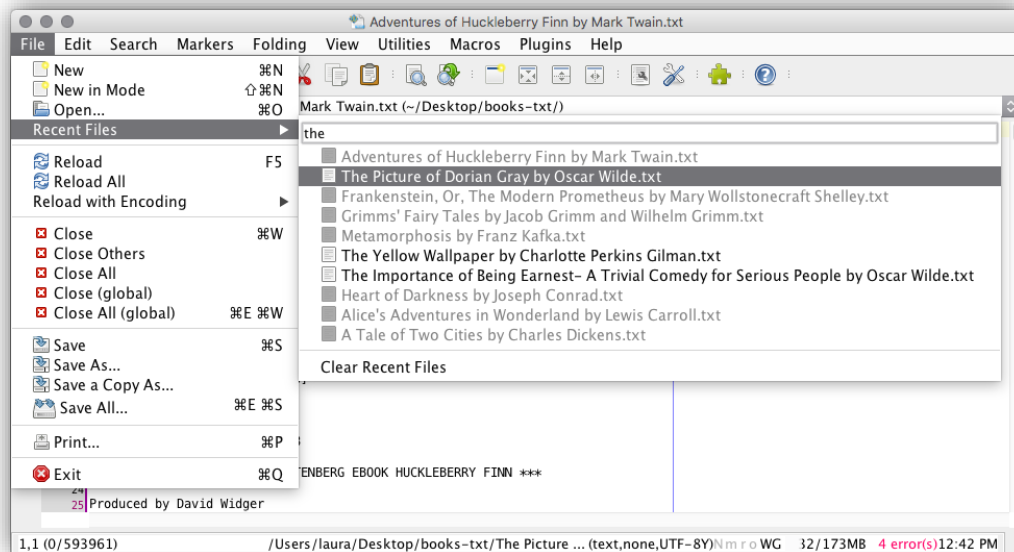 Adventures of Huckleberry Finn by Mark Twain.txt
File Edit Search Markers Folding View Utilities Macros Plugins Help
New ⌘N
New in Mode ⇧⌘N
Open... ⌘O
Mark Twain.txt (~/Desktop/books-txt/)
Recent Files
the
Adventures of Huckleberry Finn by Mark Twain.txt
The Picture of Dorian Gray by Oscar Wilde.txt
Frankenstein, Or, The Modern Prometheus by Mary Wollstonecraft Shelley.txt
Grimms' Fairy Tales by Jacob Grimm and Wilhelm Grimm.txt
Metamorphosis by Franz Kafka.txt
The Yellow Wallpaper by Charlotte Perkins Gilman.txt
The Importance of Being Earnest– A Trivial Comedy for Serious People by Oscar Wilde.txt
Heart of Darkness by Joseph Conrad.txt
Alice's Adventures in Wonderland by Lewis Carroll.txt
A Tale of Two Cities by Charles Dickens.txt
Clear Recent Files
Reload F5
Reload All
Reload with Encoding
Close ⌘W
Close Others
Close All
Close (global)
Close All (global) ⌘E ⌘W
Save ⌘S
Save As...
Save a Copy As...
Save All... ⌘E ⌘S
Print... ⌘P
Exit ⌘Q
TENBERG EBOOK HUCKLEBERRY FINN ***
24
25 Produced by David Widger
1,1 (0/593961) /Users/laura/Desktop/books-txt/The Picture ... (text,none,UTF-8Y) N m r o WG 32/173MB 4 error(s) 12:42 PM